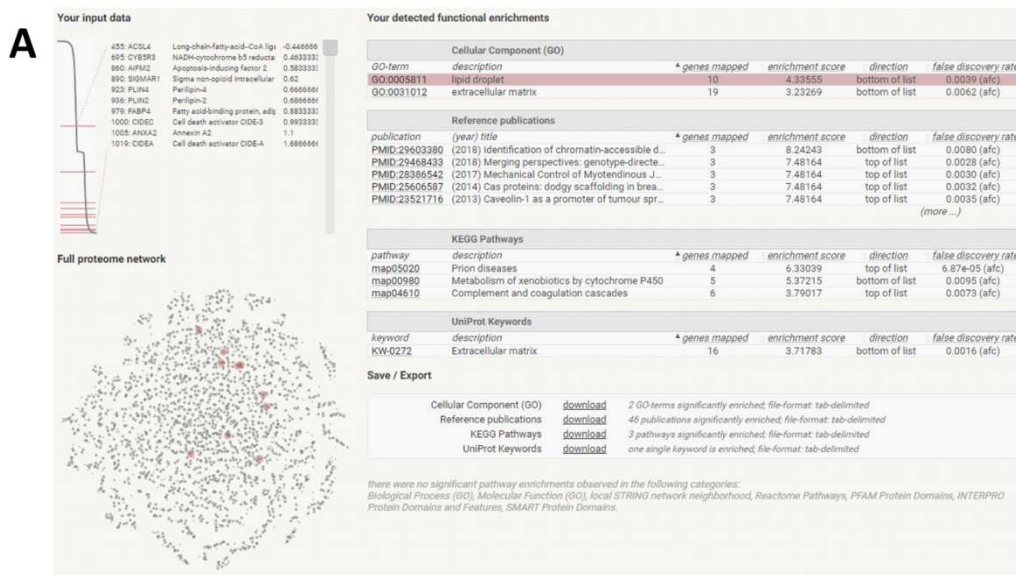 A
Your input data
455: ACSL4 Long-chain-fatty-acid--CoA liga -0.446666
695: CYB5R3 NADH-cytochrome b5 reducta 0.4633333
860: AIFM2 Apoptosis-inducing factor 2 0.5833333
890: SIGMAR1 Sigma non-opioid intracellular 0.62
923: PLIN4 Perilipin-4 0.6666666
936: PLIN2 Perilipin-2 0.6866666
979: FABP4 Fatty acid-binding protein, adip 0.8833333
1000: CIDEC Cell death activator CIDE-3 0.9933333
1005: ANXA2 Annexin A2 1.1
1019: CIDEA Cell death activator CIDE-A 1.686666
Full proteome network
Your detected functional enrichments
Cellular Component (GO)
GO-term description genes mapped enrichment score direction false discovery rate
GO:0005811 lipid droplet 10 4.33555 bottom of list 0.0039 (afc)
GO:0031012 extracellular matrix 19 3.23269 bottom of list 0.0062 (afc)
Reference publications
publication (year) title genes mapped enrichment score direction false discovery rate
PMID:29603380 (2018) Identification of chromatin-accessible d... 3 8.24243 bottom of list 0.0080 (afc)
PMID:29468433 (2018) Merging perspectives: genotype-directe... 3 7.48164 top of list 0.0028 (afc)
PMID:28386542 (2017) Mechanical Control of Myotendinous J... 3 7.48164 top of list 0.0030 (afc)
PMID:25606587 (2014) Cas proteins: dodgy scaffolding in brea... 3 7.48164 top of list 0.0032 (afc)
PMID:23521716 (2013) Caveolin-1 as a promoter of tumour spr... 3 7.48164 top of list 0.0035 (afc)
(more ...)
KEGG Pathways
pathway description genes mapped enrichment score direction false discovery rate
map05020 Prion diseases 4 6.33039 top of list 6.87e-05 (afc)
map00980 Metabolism of xenobiotics by cytochrome P450 5 5.37215 bottom of list 0.0095 (afc)
map04610 Complement and coagulation cascades 6 3.79017 top of list 0.0073 (afc)
UniProt Keywords
keyword description genes mapped enrichment score direction false discovery rate
KW-0272 Extracellular matrix 16 3.71783 bottom of list 0.0016 (afc)
Save / Export
Cellular Component (GO) download 2 GO-terms significantly enriched; file-format: tab-delimited
Reference publications download 46 publications significantly enriched; file-format: tab-delimited
KEGG Pathways download 3 pathways significantly enriched; file-format: tab-delimited
UniProt Keywords download one single keyword is enriched; file-format: tab-delimited
there were no significant pathway enrichments observed in the following categories:
Biological Process (GO), Molecular Function (GO), local STRING network neighborhood, Reactome Pathways, PFAM Protein Domains, INTERPRO
Protein Domains and Features, SMART Protein Domains.